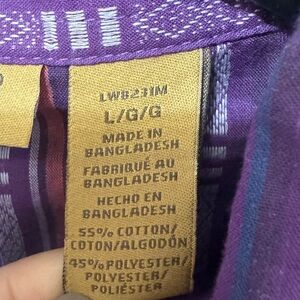 LW8231M
L/G/G
MADE IN
BANGLADESH
FABRIQUÉ AU
BANGLADESH
HECHO EN
BANGLADESH
55% COTTON/
COTON/ALGODÓN
45% POLYESTER/
POLYESTER/
POLIÉSTER